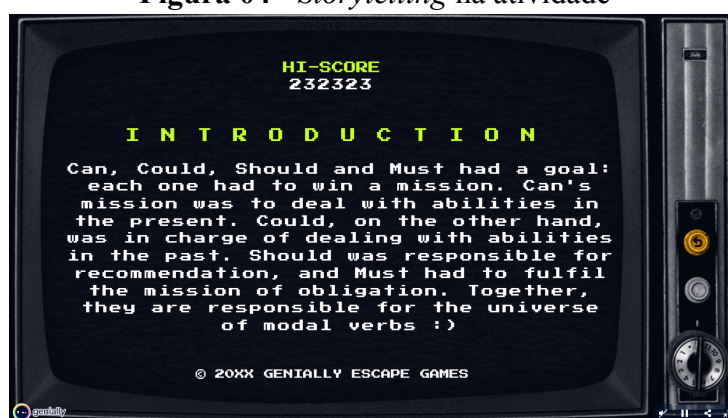 HI-SCORE
232323
INTRODUCTION
Can, Could, Should and Must had a goal:
each one had to win a mission. Can's
mission was to deal with abilities in
the present. Could, on the other hand,
was in charge of dealing with abilities
in the past. Should was responsible for
recommendation, and Must had to fulfil
the mission of obligation. Together,
they are responsible for the universe
of modal verbs :)
© 20XX GENIALLY ESCAPE GAMES
genially